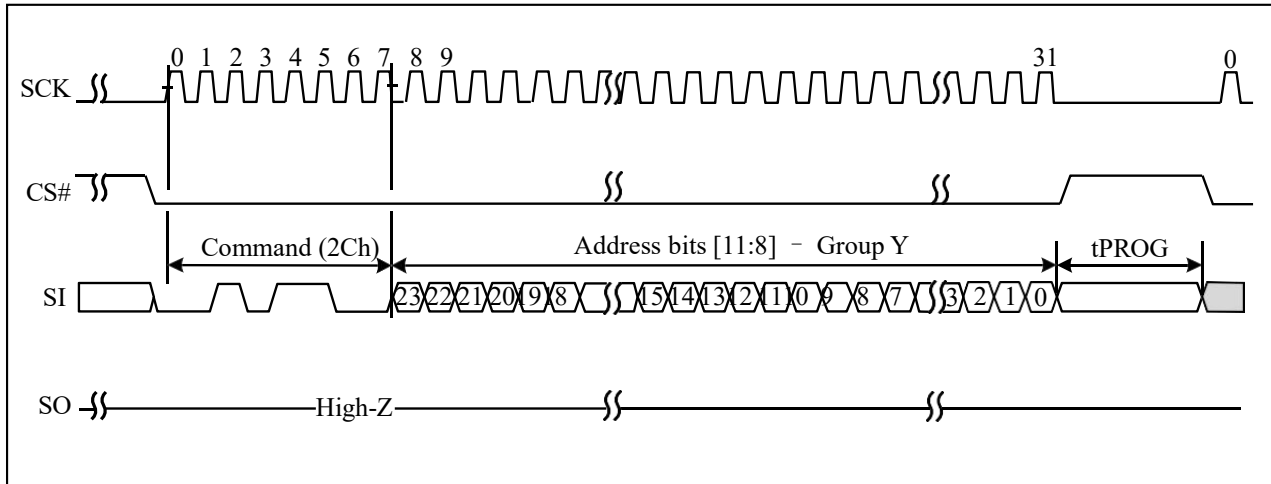 0 1 2 3 4 5 6 7 8 9 31 0
SCK
CS#
Command (2Ch) Address bits [11:8] - Group Y tPROG
SI 23 22 21 20 19 18 15 14 13 12 11 10 9 8 7 3 2 1 0
SO High-Z